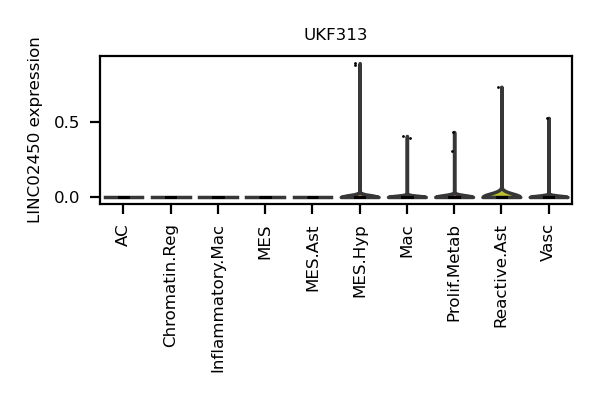 UKF313
LINC02450 expression
0.5
0.0
AC
Chromatin.Reg
Inflammatory.Mac
MES
MES.Ast
MES.Hyp
Mac
Prolif.Metab
Reactive.Ast
Vasc